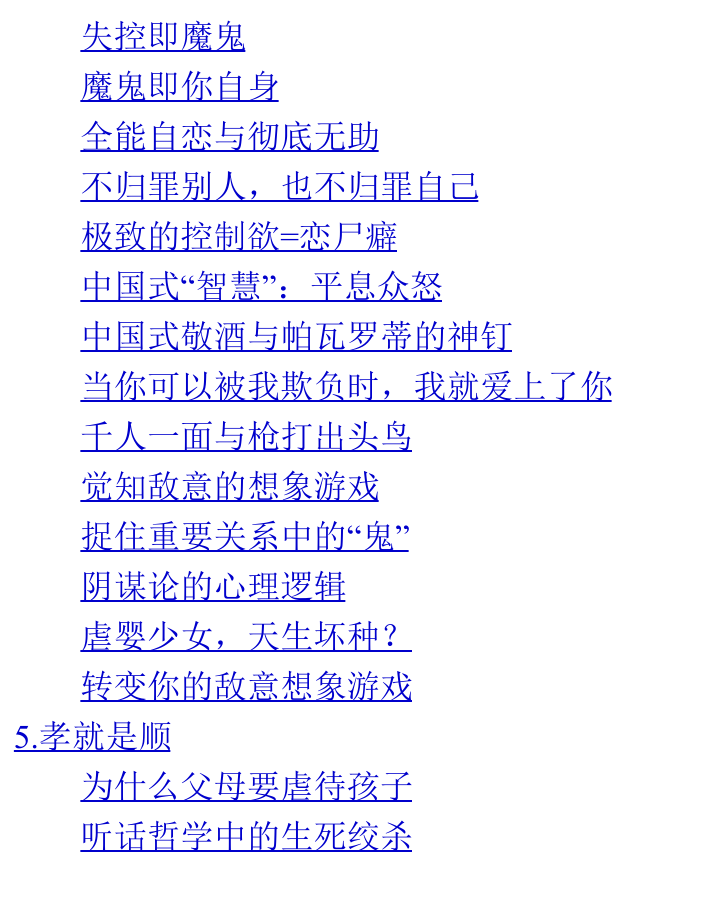 失控即魔鬼
魔鬼即你自身
全能自恋与彻底无助
不归罪别人，也不归罪自己
极致的控制欲=恋尸癖
中国式“智慧”：平息众怒
中国式敬酒与帕瓦罗蒂的神钉
当你可以被我欺负时，我就爱上了你
千人一面与枪打出头鸟
觉知敌意的想象游戏
捉住重要关系中的“鬼”
阴谋论的心理逻辑
虐婴少女，天生坏种？
转变你的敌意想象游戏
5.孝就是顺
为什么父母要虐待孩子
听话哲学中的生死绞杀